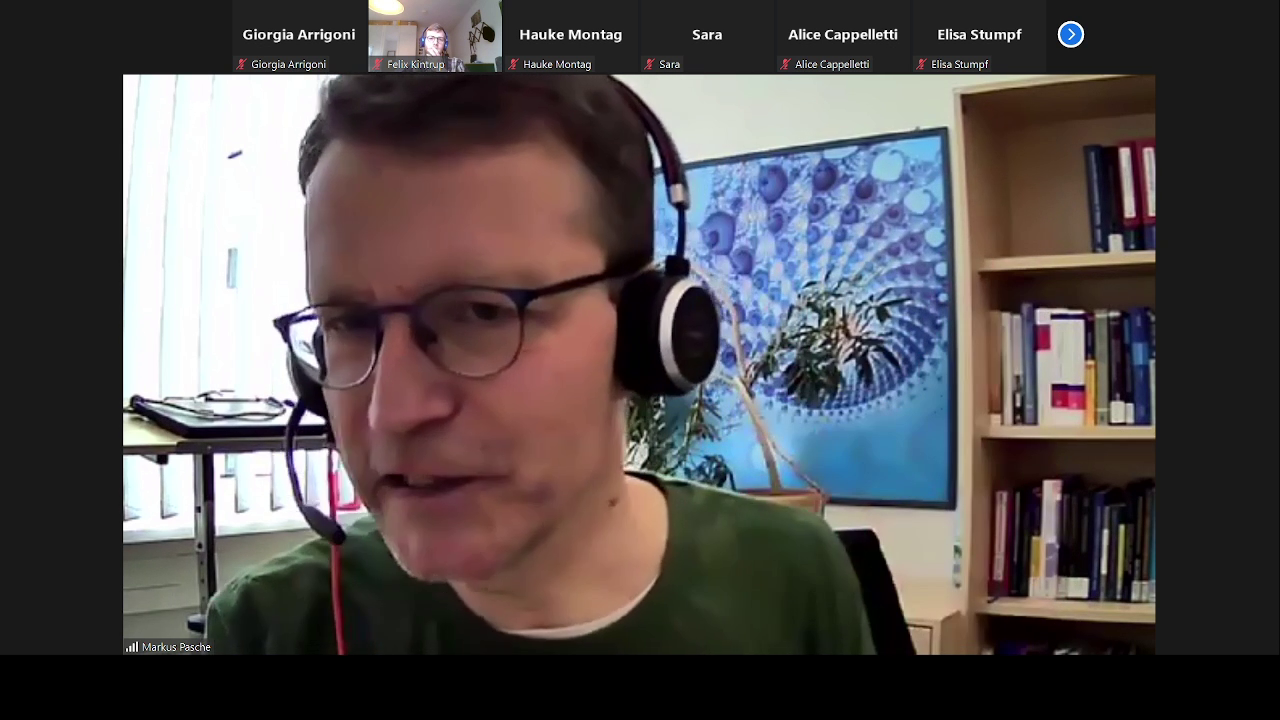 Giorgia Arrigoni
Hauke Montag
Sara
Alice Cappelletti
Elisa Stumpf
Giorgia Arrigoni
Felix Kintrup
Hauke Montag
Sara
Alice Cappelletti
Elisa Stumpf
Markus Pasche